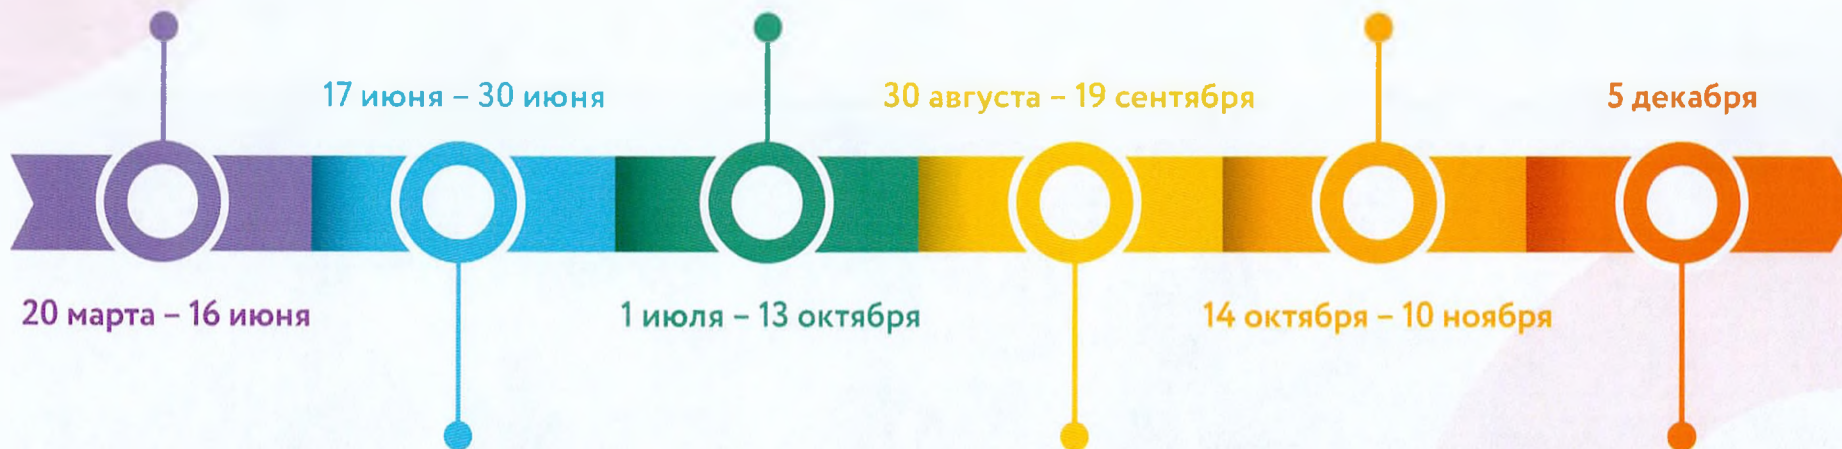 17 июня – 30 июня
30 августа – 19 сентября
5 декабря
20 марта – 16 июня
1 июля – 13 октября
14 октября – 10 ноября